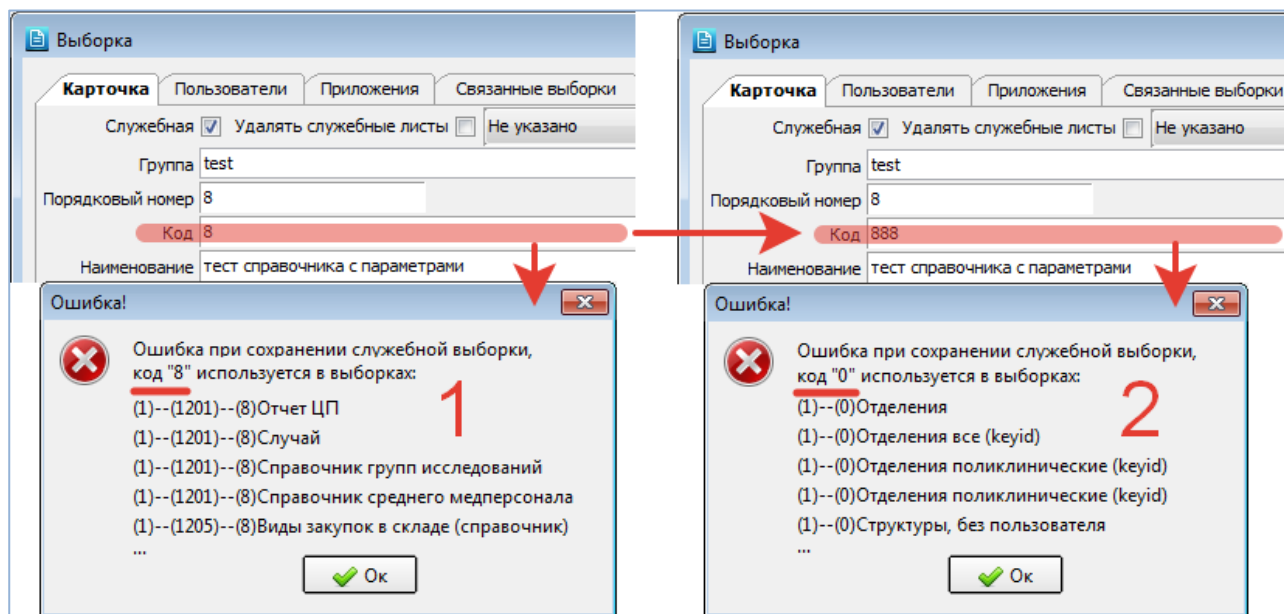 Выборка
Карточка Пользователи Приложения Связанные выборки
Служебная Удалять служебные листы Не указано
Группа test
Порядковый номер 8
Код 8
Наименование тест справочника с параметрами
Ошибка!
Ошибка при сохранении служебной выборки,
код "8" используется в выборках:
(1)--(1201)--(8)Отчет ЦП
(1)--(1201)--(8)Случай
(1)--(1201)--(8)Справочник групп исследований
(1)--(1201)--(8)Справочник среднего медперсонала
(1)--(1205)--(8)Виды закупок в складе (справочник)
...
Ок
1
Выборка
Карточка Пользователи Приложения Связанные выборки
Служебная Удалять служебные листы Не указано
Группа test
Порядковый номер 8
Код 888
Наименование тест справочника с параметрами
Ошибка!
Ошибка при сохранении служебной выборки,
код "0" используется в выборках:
(1)--(0)Отделения
(1)--(0)Отделения все (keyid)
(1)--(0)Отделения поликлинические (keyid)
(1)--(0)Отделения поликлинические (keyid)
(1)--(0)Структуры, без пользователя
...
Ок
2